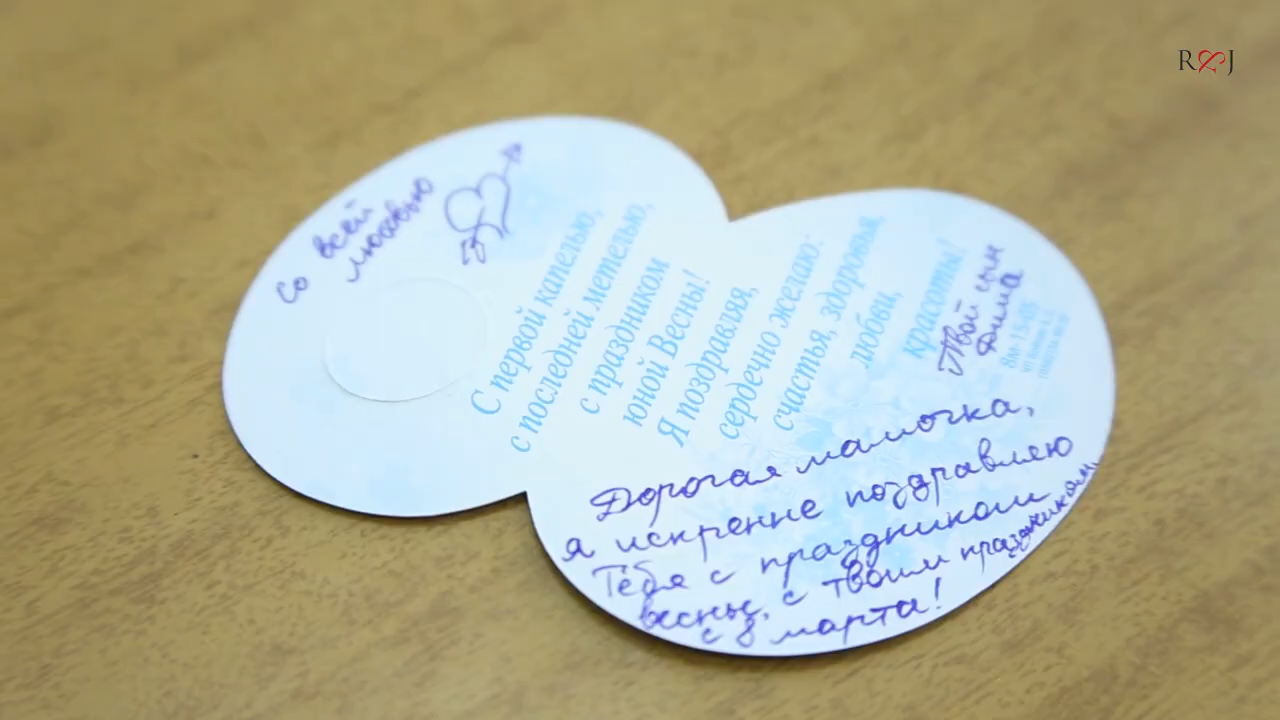 R&J
Со всей
любовью
С первой капелью,
с последней метелью,
с праздником
юной Весны!
Я поздравляя,
сердечно желаю:
счастья, здоровья,
любви,
красоты!
Твой сын
Дима
Дорогая мамочка,
я искренне поздравляю
Тебя с праздником
весны, с твоим праздником,
с 8 марта!